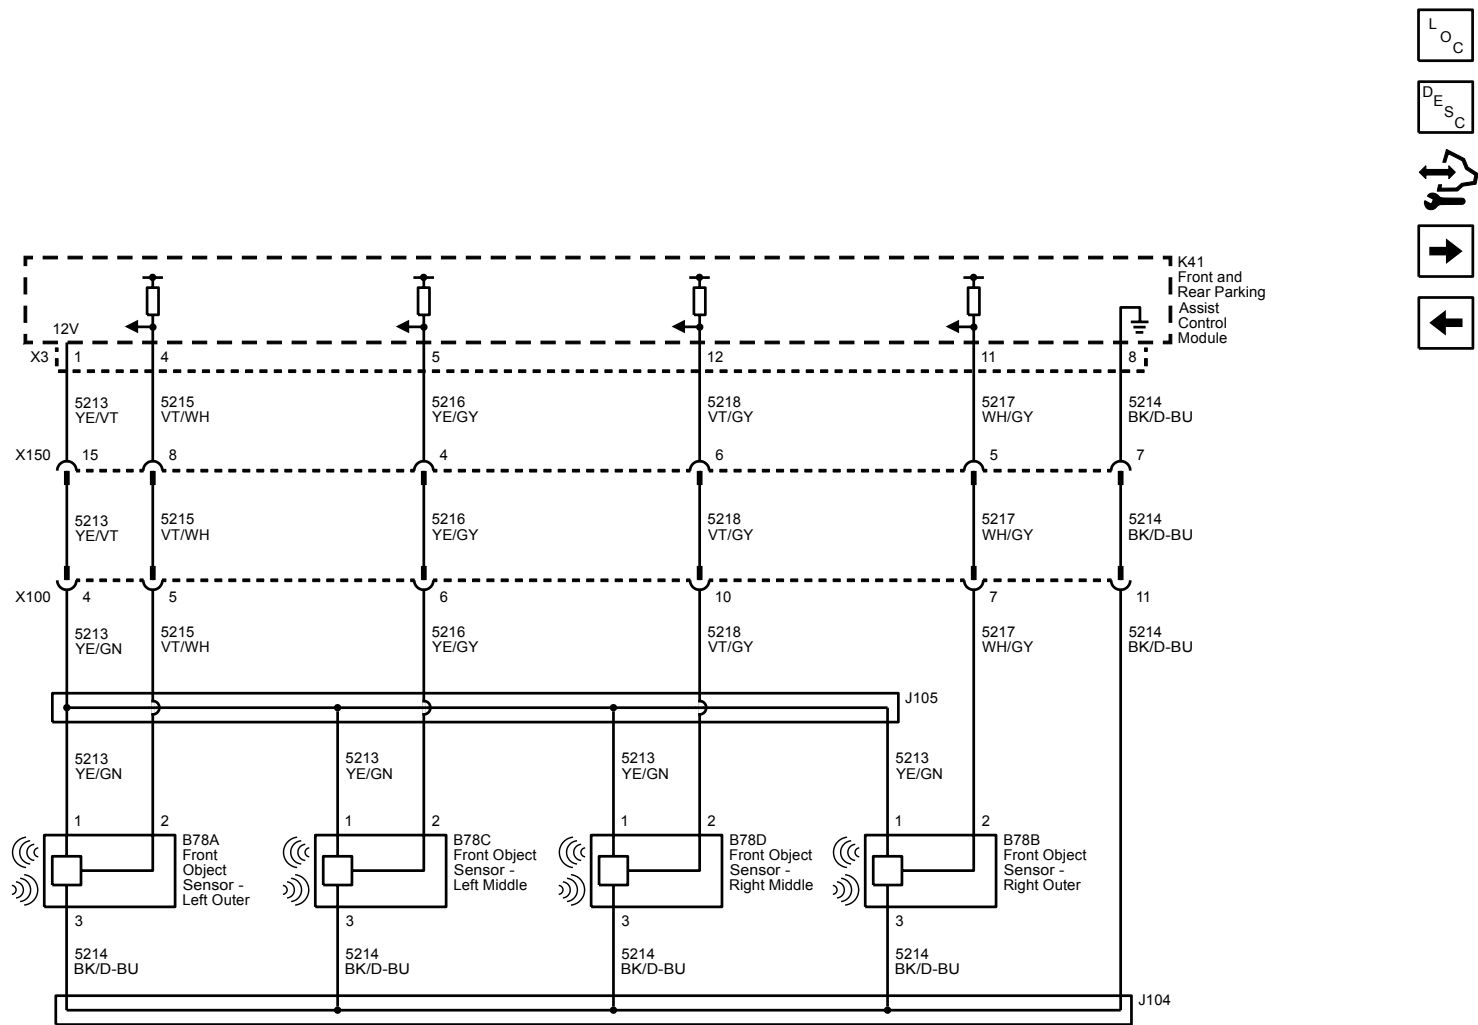 LOC
DESC
K41
Front and
Rear Parking
Assist
Control
Module
12V
X3 1 4 5 12 11 8
5213 5215 5216 5218 5217 5214
YE/VT VT/WH YE/GY VT/GY WH/GY BK/D-BU
X150 15 8 4 6 5 7
5213 5215 5216 5218 5217 5214
YE/VT VT/WH YE/GY VT/GY WH/GY BK/D-BU
X100 4 5 6 10 7 11
5213 5215 5216 5218 5217 5214
YE/GN VT/WH YE/GY VT/GY WH/GY BK/D-BU
J105
5213 5213 5213 5213
YE/GN YE/GN YE/GN YE/GN
1 2 1 2 1 2 1 2
B78A
Front
Object
Sensor -
Left Outer
B78C
Front Object
Sensor -
Left Middle
B78D
Front Object
Sensor -
Right Middle
B78B
Front Object
Sensor -
Right Outer
3 3 3 3
5214 5214 5214 5214
BK/D-BU BK/D-BU BK/D-BU BK/D-BU
J104